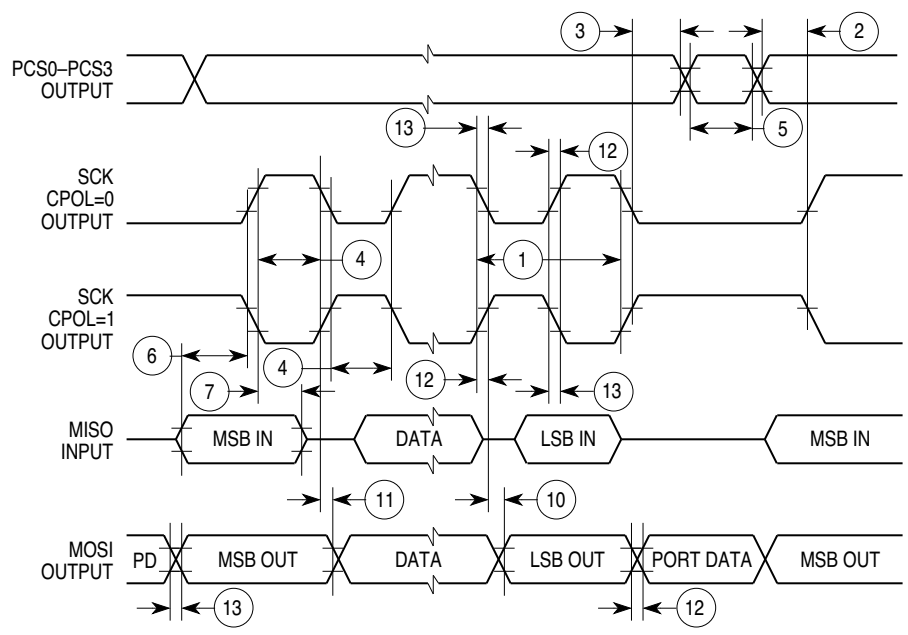 3
2
PCS0–PCS3
OUTPUT
13
12
5
SCK
CPOL=0
OUTPUT
4
1
SCK
CPOL=1
OUTPUT
6
4
7
12
13
MISO
INPUT
MSB IN
DATA
LSB IN
MSB IN
11
10
MOSI
OUTPUT
PD
MSB OUT
DATA
LSB OUT
PORT DATA
MSB OUT
13
12